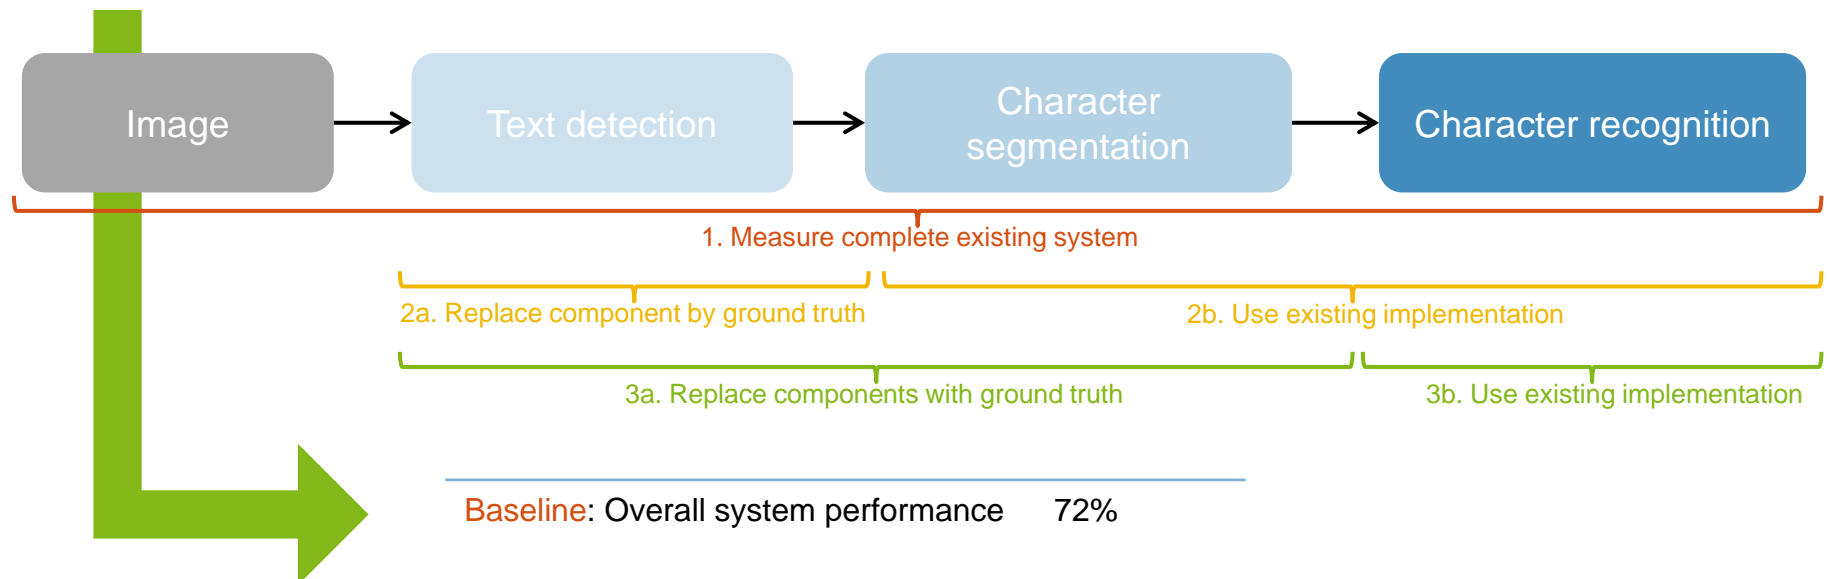 Image
Text detection
Character
segmentation
Character recognition
1. Measure complete existing system
2a. Replace component by ground truth
2b. Use existing implementation
3a. Replace components with ground truth
3b. Use existing implementation
Baseline: Overall system performance 72%